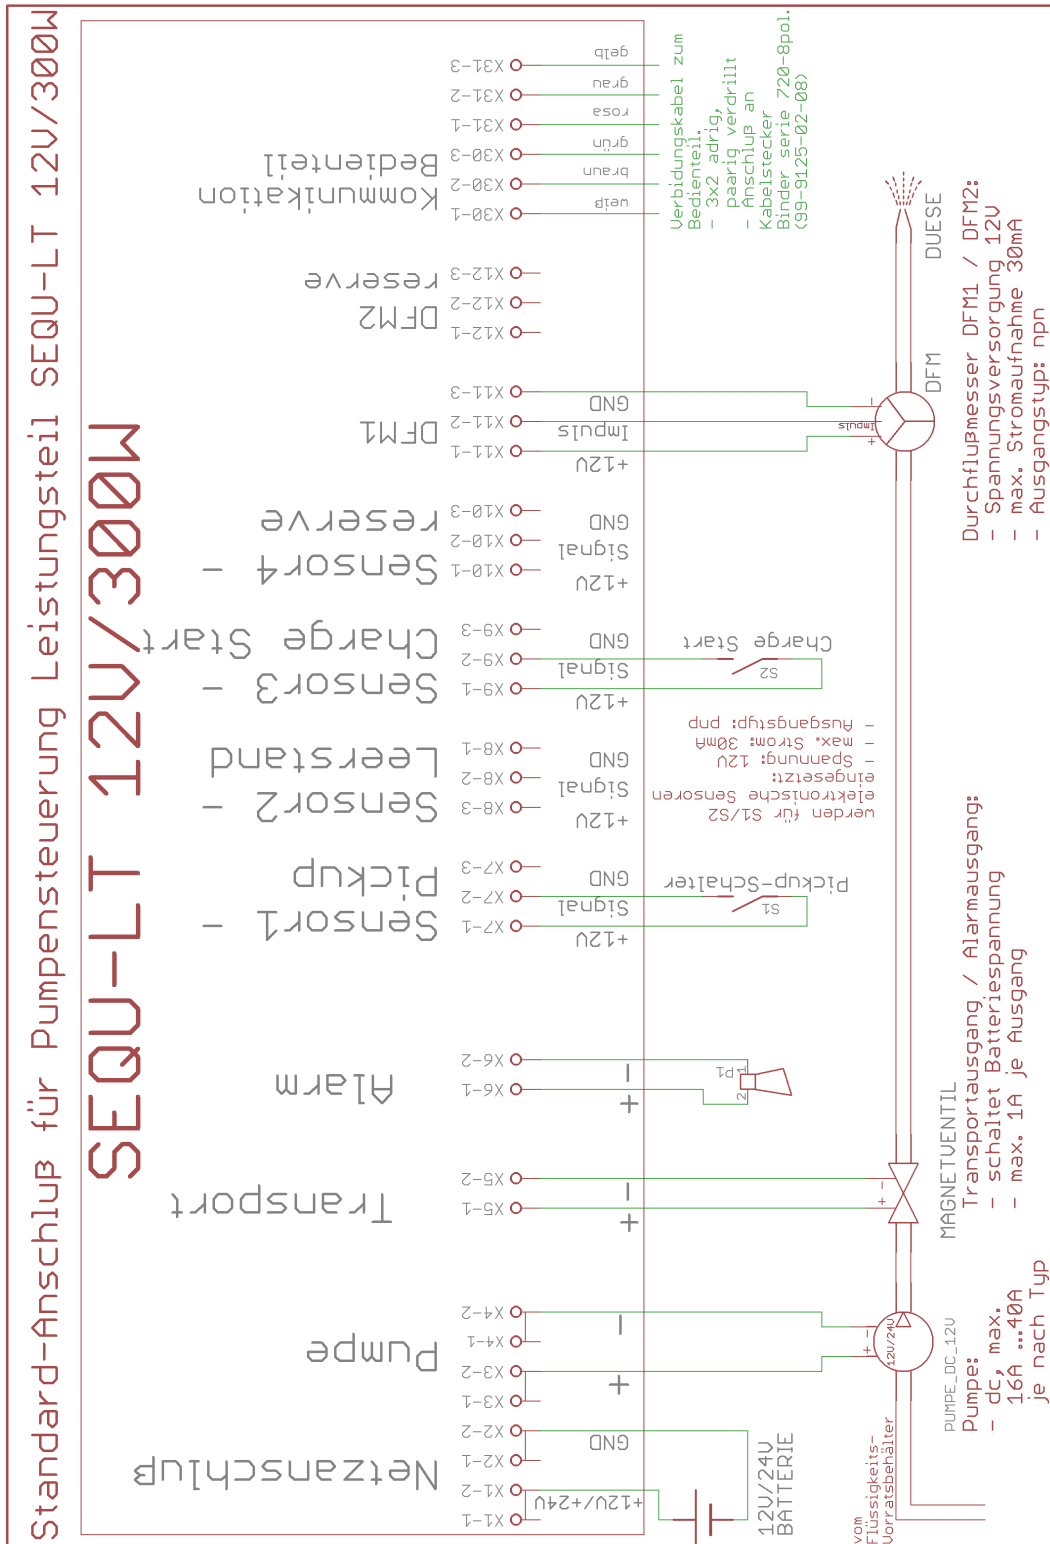 Standard-Anschluß für Pumpensteuerung Leistungsteil SEQU-LT 12V/300W
SEQU-LT 12V/300W
Netzanschluß
X1-1
X1-2
X2-1
X2-2
+12V/+24V
GND
12V/24V
BATTERIE
Pumpe
X3-1
X3-2
X4-1
X4-2
+
-
Transport
X5-1
X5-2
+
-
Alarm
X6-1
X6-2
+
-
P1
2
1
Sensor1 -
Pickup
X7-1
X7-2
X7-3
+12V
Signal
GND
S1
Pickup-Schalter
Sensor2 -
Leerstand
X8-3
X8-2
X8-1
+12V
Signal
GND
werden für S1/S2
elektronische Sensoren
eingesetzt:
- Spannung: 12V
- max. Strom: 30mA
- Ausgangstyp: pnp
Sensor3 -
Charge Start
X9-1
X9-2
X9-3
+12V
Signal
GND
S2
Charge Start
Sensor4 -
reserve
X10-1
X10-2
X10-3
+12V
Signal
GND
DFM1
X11-1
X11-2
X11-3
+12V
Impuls
GND
DFM2
reserve
X12-1
X12-2
X12-3
Kommunikation
Bedienteil
X30-1
X30-2
X30-3
X31-1
X31-2
X31-3
weiß
braun
grün
rosa
grau
gelb
Verbidungskabel zum
Bedienteil.
- 3x2 adrig,
paarig verdrillt
- Anschluß an
Kabelstecker
Binder serie 720-8pol.
(99-9125-02-08)
vom
Flüssigkeits-
Vorratsbehälter
12V/24V
+
-
PUMPE_DC_12V
Pumpe:
- dc, max.
16A ...40A
je nach Typ
+
-
MAGNETVENTIL
Transportausgang / Alarmausgang:
- schaltet Batteriespannung
- max. 1A je Ausgang
+
Impuls
-
DFM
DUESE
Durchflußmesser DFM1 / DFM2:
- Spannungsversorgung 12V
- max. Stromaufnahme 30mA
- Ausgangstyp: npn